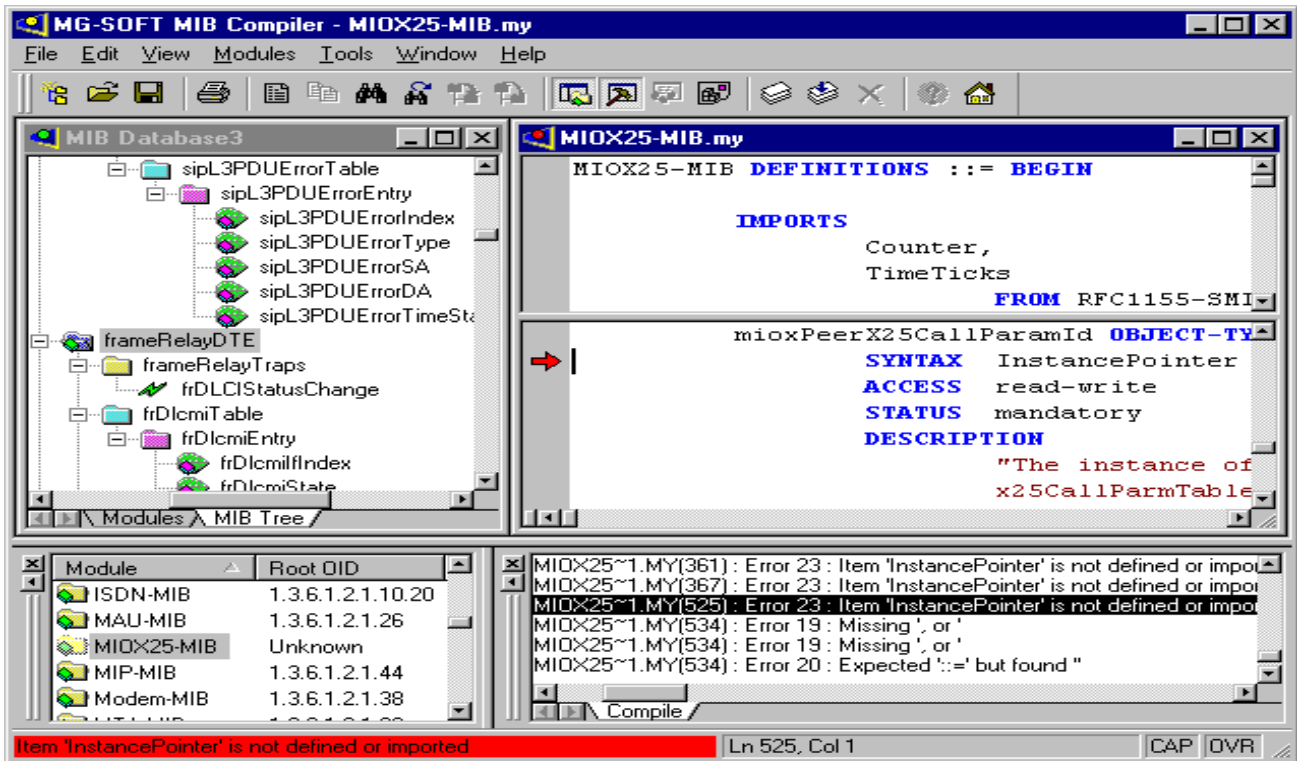 MG-SOFT MIB Compiler - MIOX25-MIB.my
File Edit View Modules Tools Window Help
MIB Database3
sipL3PDUErrorTable
sipL3PDUErrorEntry
sipL3PDUErrorIndex
sipL3PDUErrorType
sipL3PDUErrorSA
sipL3PDUErrorDA
sipL3PDUErrorTimeSta
frameRelayDTE
frameRelayTraps
frDLCIStatusChange
frDlcmiTable
frDlcmiEntry
frDlcmiIfIndex
frDlcmiState
Modules MIB Tree
MIOX25-MIB.my
MIOX25-MIB DEFINITIONS ::= BEGIN
IMPORTS
Counter,
TimeTicks
FROM RFC1155-SMI
mioxPeerX25CallParamId OBJECT-TY
SYNTAX InstancePointer
ACCESS read-write
STATUS mandatory
DESCRIPTION
"The instance of
x25CallParmTable
Module Root OID
ISDN-MIB 1.3.6.1.2.1.10.20
MAU-MIB 1.3.6.1.2.1.26
MIOX25-MIB Unknown
MIP-MIB 1.3.6.1.2.1.44
Modem-MIB 1.3.6.1.2.1.38
MIOX25~1.MY(361) : Error 23 : Item 'InstancePointer' is not defined or impor
MIOX25~1.MY(367) : Error 23 : Item 'InstancePointer' is not defined or impor
MIOX25~1.MY(525) : Error 23 : Item 'InstancePointer' is not defined or impor
MIOX25~1.MY(534) : Error 19 : Missing ', or '
MIOX25~1.MY(534) : Error 19 : Missing ', or '
MIOX25~1.MY(534) : Error 20 : Expected '::=' but found ''
Compile
Item 'InstancePointer' is not defined or imported
Ln 525, Col 1
CAP OVR